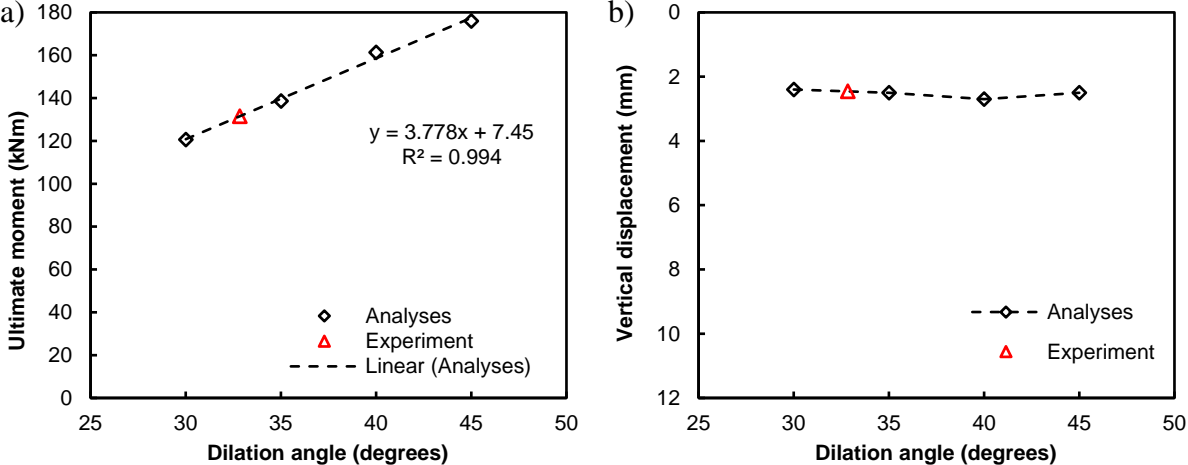 a)
180
160
140
120
100
80
60
40
20
0
Ultimate moment (kNm)
y = 3.778x + 7.45
R² = 0.994
Analyses
Experiment
Linear (Analyses)
25 30 35 40 45 50
Dilation angle (degrees)
b)
0
2
4
6
8
10
12
Vertical displacement (mm)
Analyses
Experiment
25 30 35 40 45 50
Dilation angle (degrees)